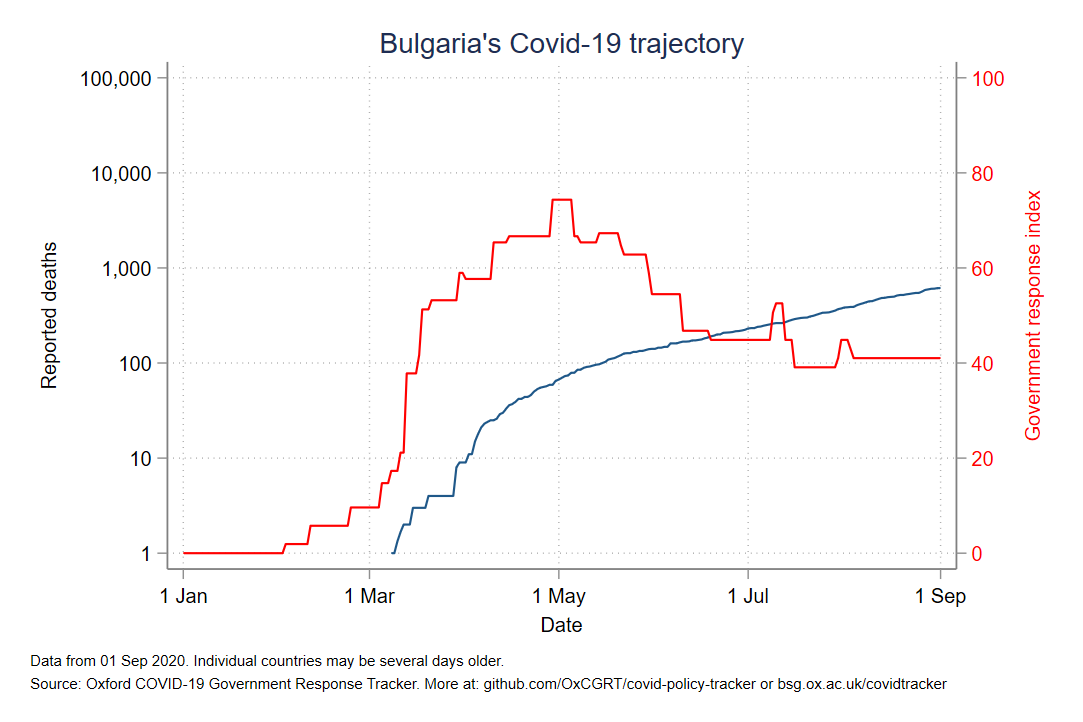 Bulgaria's Covid-19 trajectory
100,000
10,000
1,000
100
10
1
Reported deaths
100
80
60
40
20
0
Government response index
1 Jan
1 Mar
1 May
1 Jul
1 Sep
Date
Data from 01 Sep 2020. Individual countries may be several days older.
Source: Oxford COVID-19 Government Response Tracker. More at: github.com/OxCGRT/covid-policy-tracker or bsg.ox.ac.uk/covidtracker